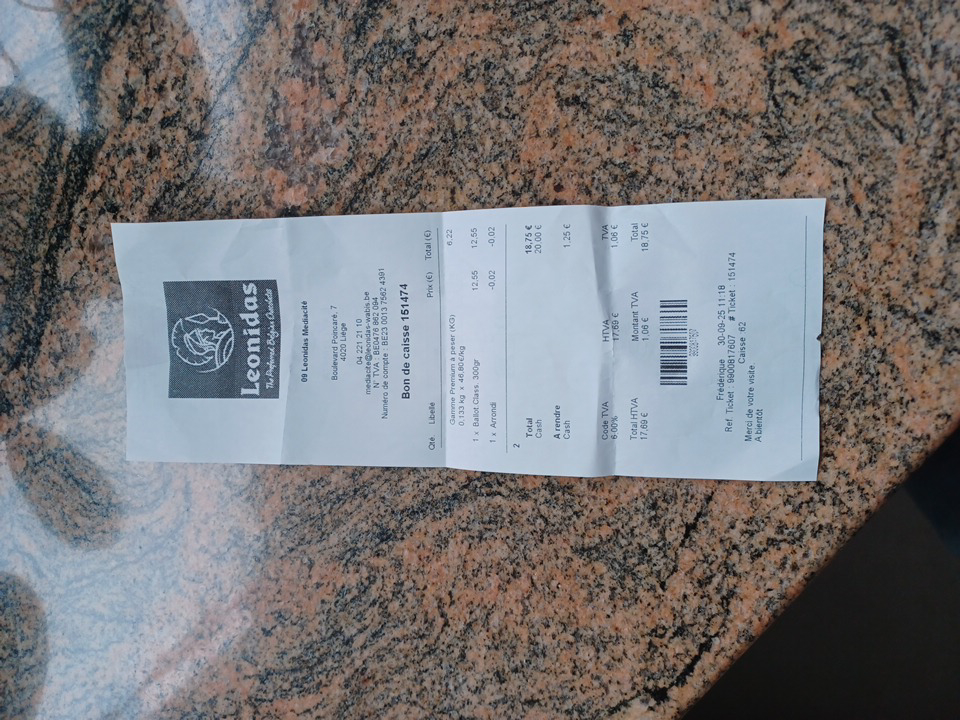 Leonidas
The Preferred Belgian Chocolates
09 Leonidas Mediacité
Boulevard Poincaré, 7
4020 Liège
04 221 21 10
mediacite@leonidas-wabis.be
N° TVA : BE0476 862 094
Numéro de compte : BE23 0013 7562 4391
Bon de caisse 151474
Qté. Libellé Prix (€) Total (€)
Gamme Premium à peser (KG) 6,22
0,133 kg x 46,80 €/kg
1 x Ballot.Class. 300gr 12,55 12,55
1 x Arrondi -0,02 -0,02
2
Total 18,75 €
Cash 20,00 €
A rendre
Cash 1,25 €
Code TVA HTVA TVA
6.00% 17,69 € 1,06 €
Total HTVA Montant TVA Total
17,69 € 1,06 € 18,75 €
Frédérique 30-09-25 11:18
Ref. Ticket : 9900817607 # Ticket : 151474
Caisse 62
Merci de votre visite.
A bientôt